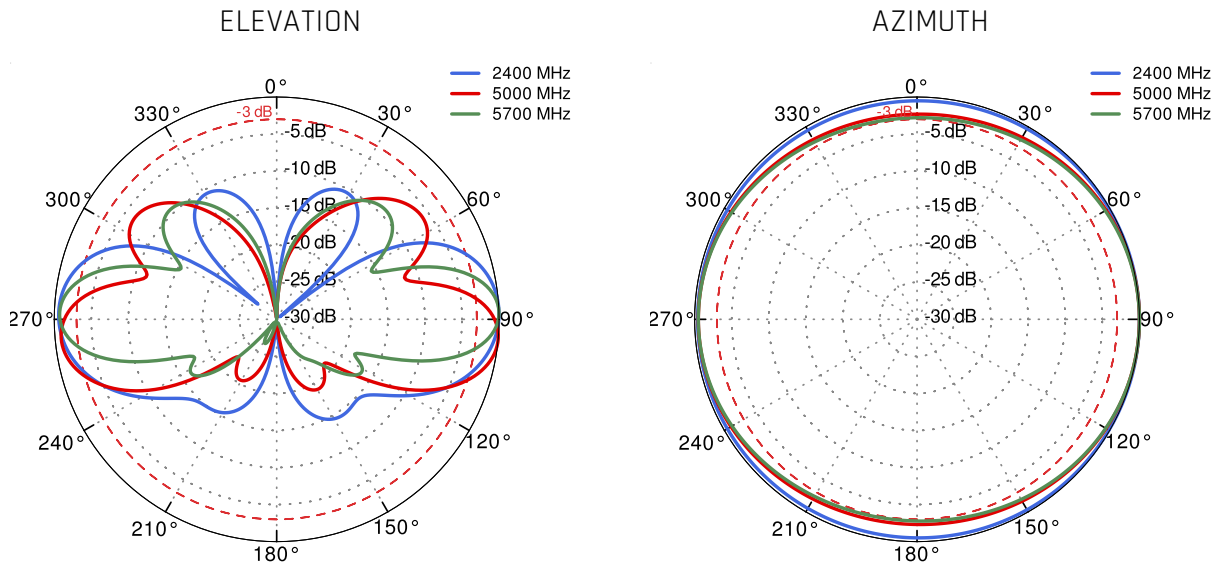 ELEVATION
2400 MHz
5000 MHz
5700 MHz
0°
30°
60°
90°
120°
150°
180°
210°
240°
270°
300°
330°
-3 dB
-5 dB
-10 dB
-15 dB
-20 dB
-25 dB
-30 dB
AZIMUTH
2400 MHz
5000 MHz
5700 MHz
0°
30°
60°
90°
120°
150°
180°
210°
240°
270°
300°
330°
-3 dB
-5 dB
-10 dB
-15 dB
-20 dB
-25 dB
-30 dB